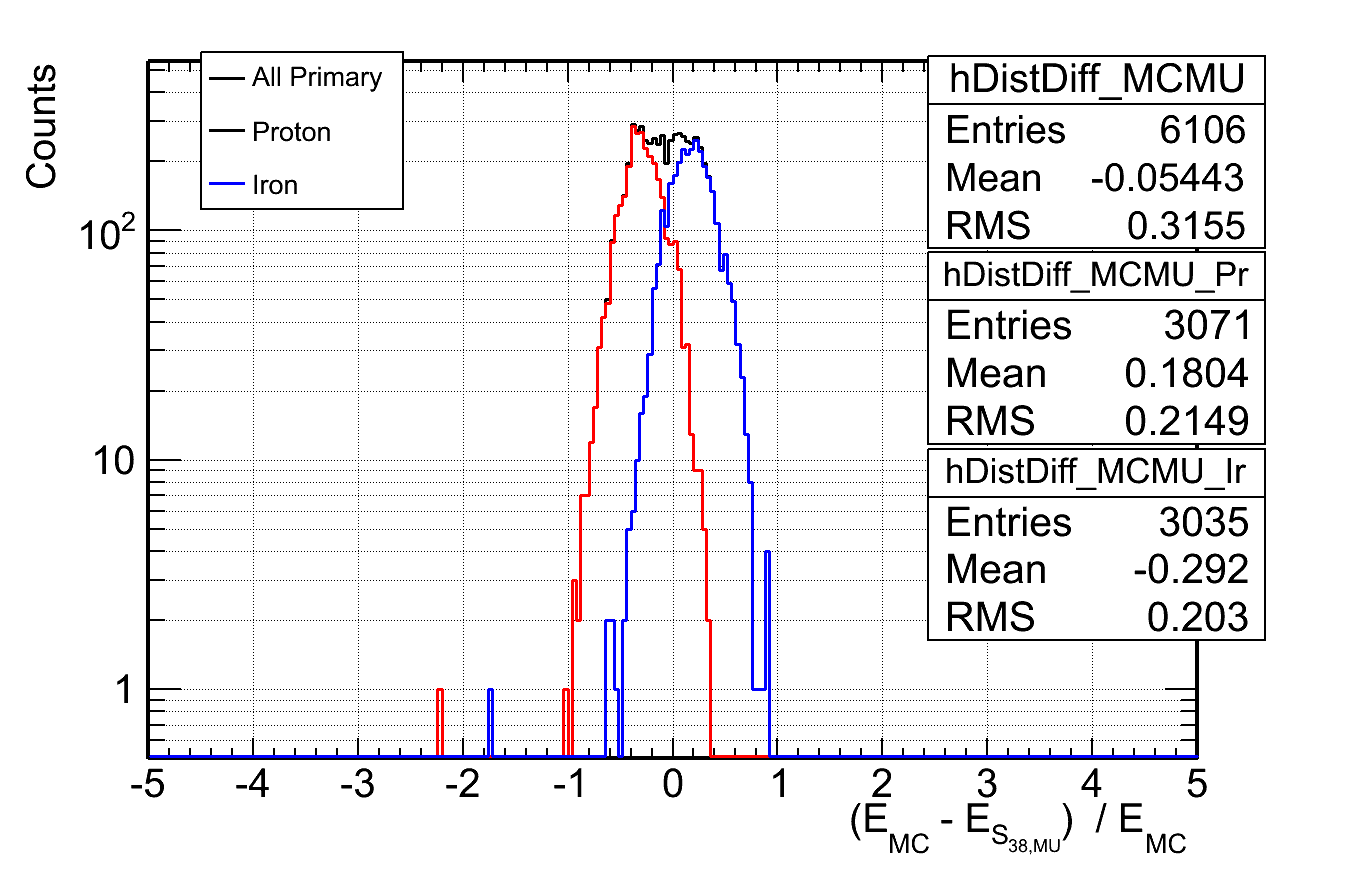 Counts
All Primary
Proton
Iron
hDistDiff_MCMU
Entries 6106
Mean -0.05443
RMS 0.3155
hDistDiff_MCMU_Pr
Entries 3071
Mean 0.1804
RMS 0.2149
hDistDiff_MCMU_Ir
Entries 3035
Mean -0.292
RMS 0.203
10²
10
1
-5 -4 -3 -2 -1 0 1 2 3 4 5
(E_MC - E_S38,MU) / E_MC